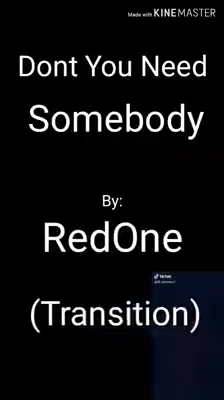 Made with KINEMASTER
Dont You Need
Somebody
By:
RedOne
TikTok
(Transition)